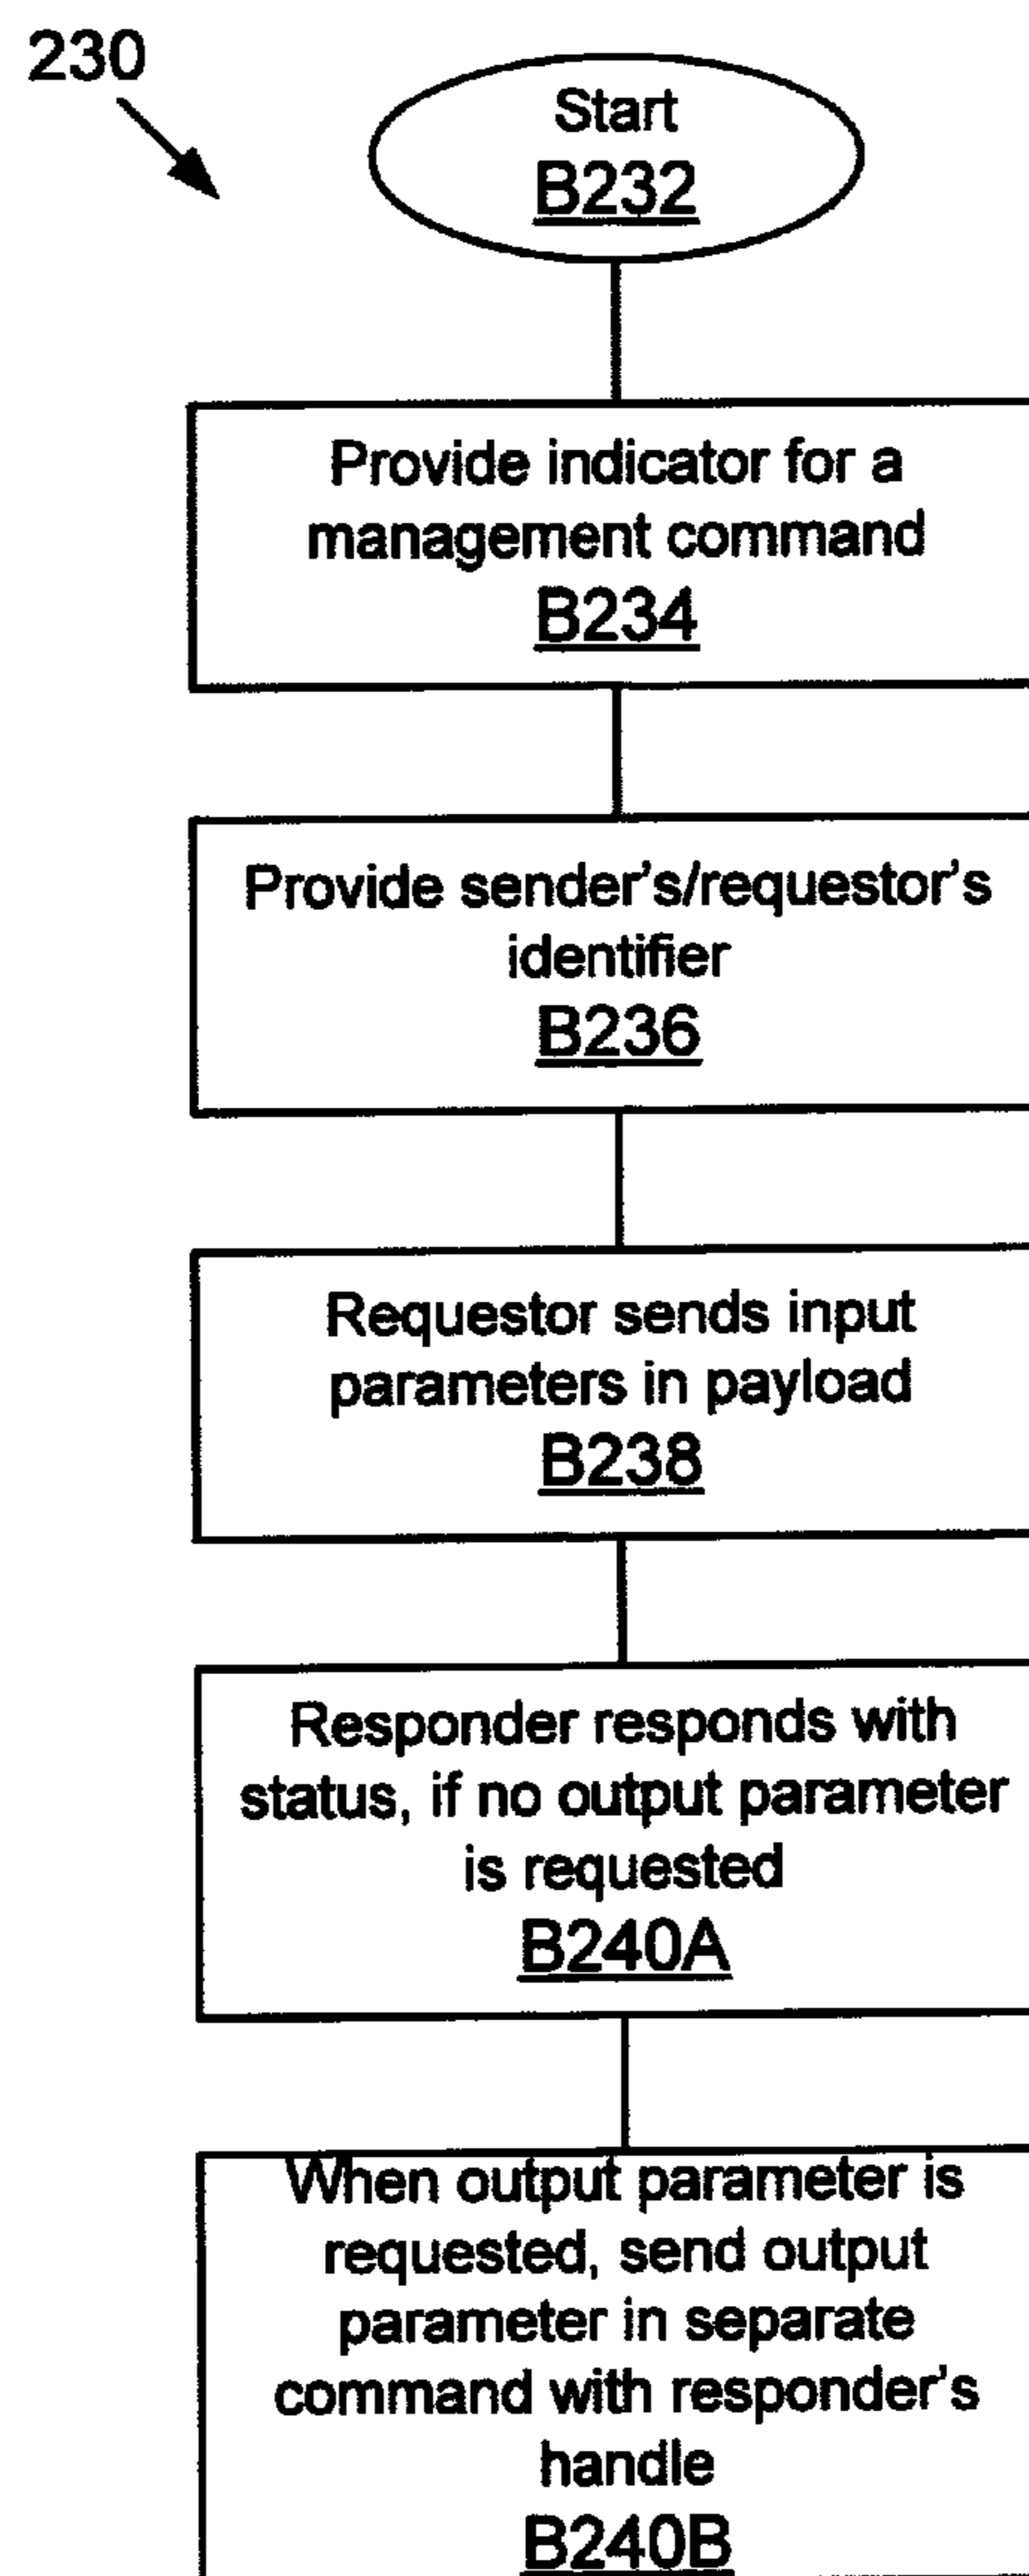 230
Start
B232
Provide indicator for a
management command
B234
Provide sender's/requestor's
identifier
B236
Requestor sends input
parameters in payload
B238
Responder responds with
status, if no output parameter
is requested
B240A
When output parameter is
requested, send output
parameter in separate
command with responder's
handle
B240B